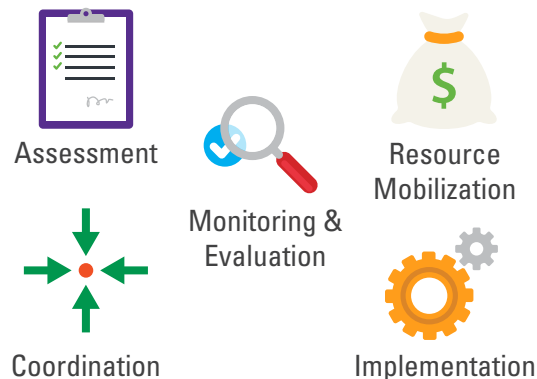 Assessment
$
Resource
Mobilization
Monitoring &
Evaluation
Coordination
Implementation